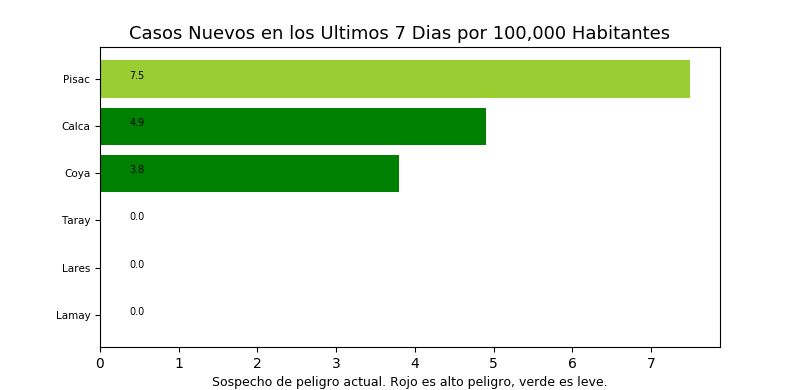 Casos Nuevos en los Ultimos 7 Dias por 100,000 Habitantes
Pisac 7.5
Calca 4.9
Coya 3.8
Taray 0.0
Lares 0.0
Lamay 0.0
0 1 2 3 4 5 6 7
Sospecho de peligro actual. Rojo es alto peligro, verde es leve.